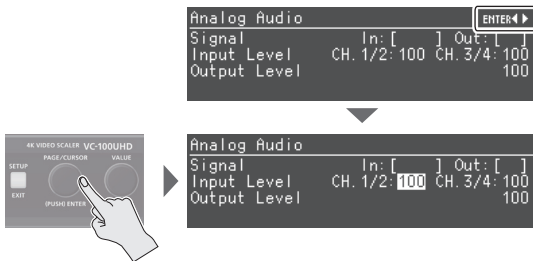 Analog Audio ENTER
Signal In:[ ] Out:[ ]
Input Level CH. 1/2: 100 CH. 3/4: 100
Output Level 100
4K VIDEO SCALER VC-100UHD
PAGE/CURSOR VALUE
SETUP
EXIT
(PUSH) ENTER
Analog Audio
Signal In:[ ] Out:[ ]
Input Level CH. 1/2: 100 CH. 3/4: 100
Output Level 100